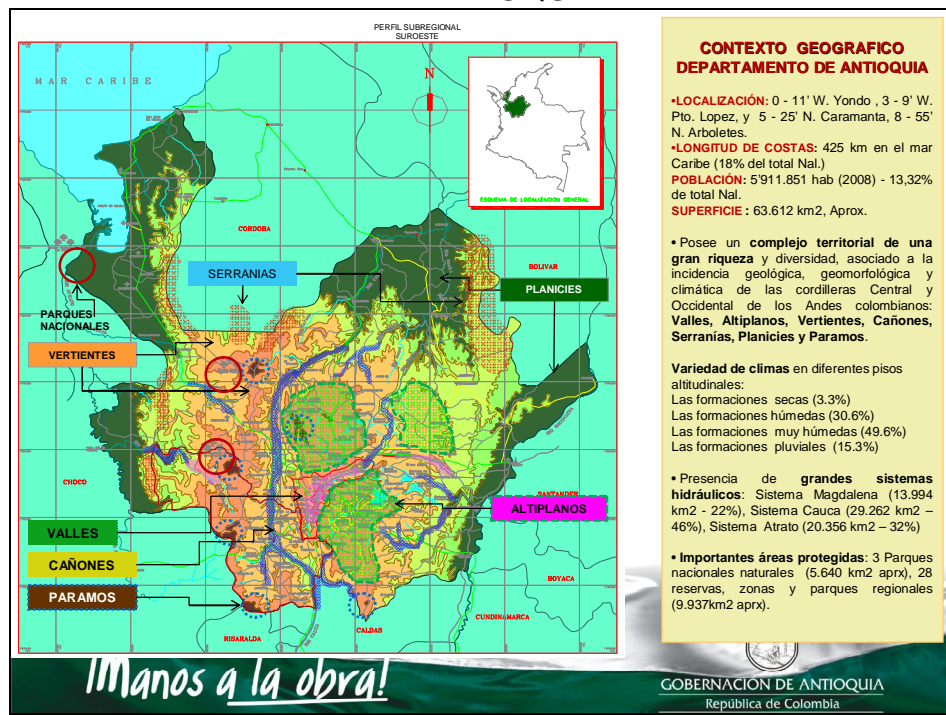 PERFIL SUBREGIONAL
SUROESTE
MAR CARIBE
N
ESQUEMA DE LOCALIZACION GENERAL
CORDOBA
BOLIVAR
SERRANIAS
PLANICIES
PARQUES
NACIONALES
VERTIENTES
CHOCO
SANTANDER
ALTIPLANOS
VALLES
CAÑONES
BOYACA
PARAMOS
CUNDINAMARCA
RISARALDA
CALDAS
CONTEXTO GEOGRAFICO
DEPARTAMENTO DE ANTIOQUIA
•LOCALIZACIÓN: 0 - 11' W. Yondo , 3 - 9' W.
Pto. Lopez, y 5 - 25' N. Caramanta, 8 - 55'
N. Arboletes.
•LONGITUD DE COSTAS: 425 km en el mar
Caribe (18% del total Nal.)
POBLACIÓN: 5'911.851 hab (2008) - 13,32%
de total Nal.
SUPERFICIE : 63.612 km2, Aprox.
• Posee un complejo territorial de una
gran riqueza y diversidad, asociado a la
incidencia geológica, geomorfológica y
climática de las cordilleras Central y
Occidental de los Andes colombianos:
Valles, Altiplanos, Vertientes, Cañones,
Serranías, Planicies y Paramos.
Variedad de climas en diferentes pisos
altitudinales:
Las formaciones secas (3.3%)
Las formaciones húmedas (30.6%)
Las formaciones muy húmedas (49.6%)
Las formaciones pluviales (15.3%)
• Presencia de grandes sistemas
hidráulicos: Sistema Magdalena (13.994
km2 - 22%), Sistema Cauca (29.262 km2 –
46%), Sistema Atrato (20.356 km2 – 32%)
• Importantes áreas protegidas: 3 Parques
nacionales naturales (5.640 km2 aprx), 28
reservas, zonas y parques regionales
(9.937km2 aprx).
¡Manos a la obra!
GOBERNACIÓN DE ANTIOQUIA
República de Colombia